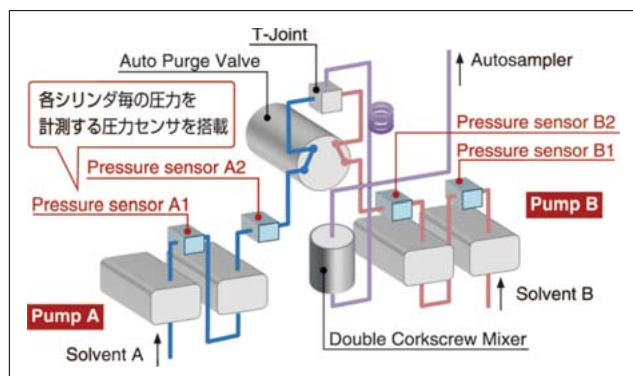 T-Joint
Auto Purge Valve
Autosampler
各シリンダ毎の圧力を
計測する圧力センサを搭載
Pressure sensor B2
Pressure sensor A2
Pressure sensor B1
Pressure sensor A1
Pump B
Pump A
Solvent B
Solvent A
Double Corkscrew Mixer